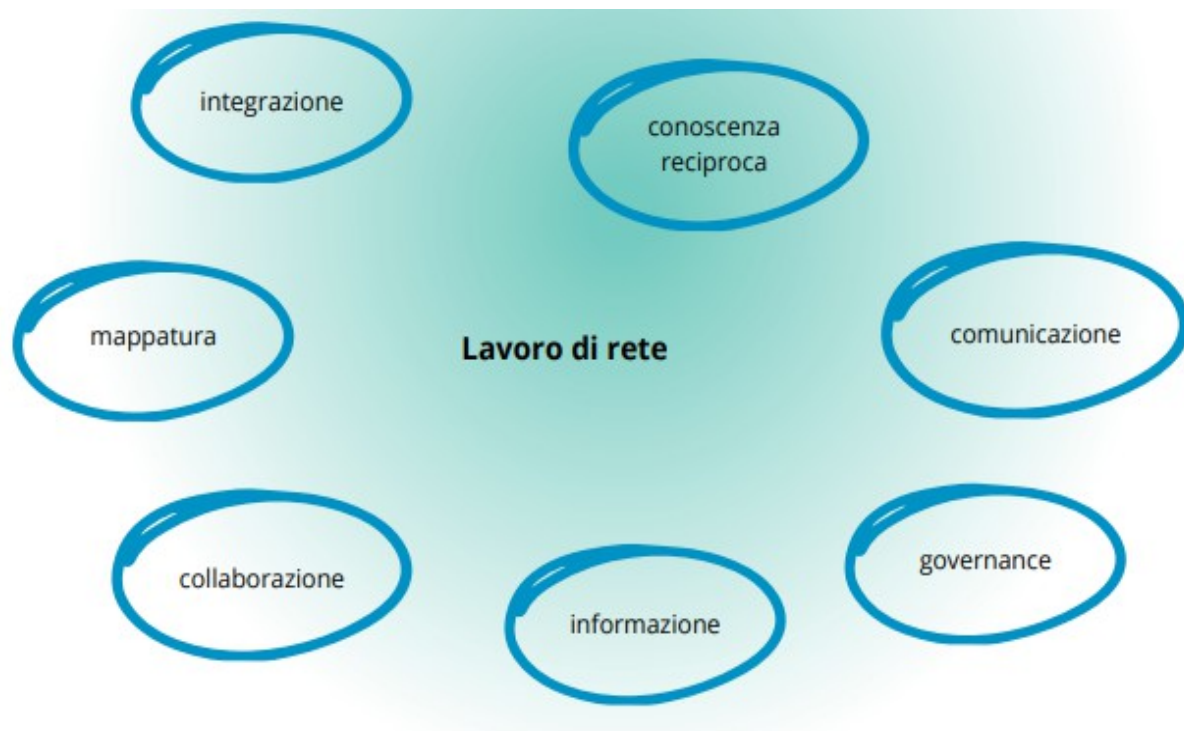 integrazione
conoscenza
reciproca
mappatura
Lavoro di rete
comunicazione
collaborazione
informazione
governance